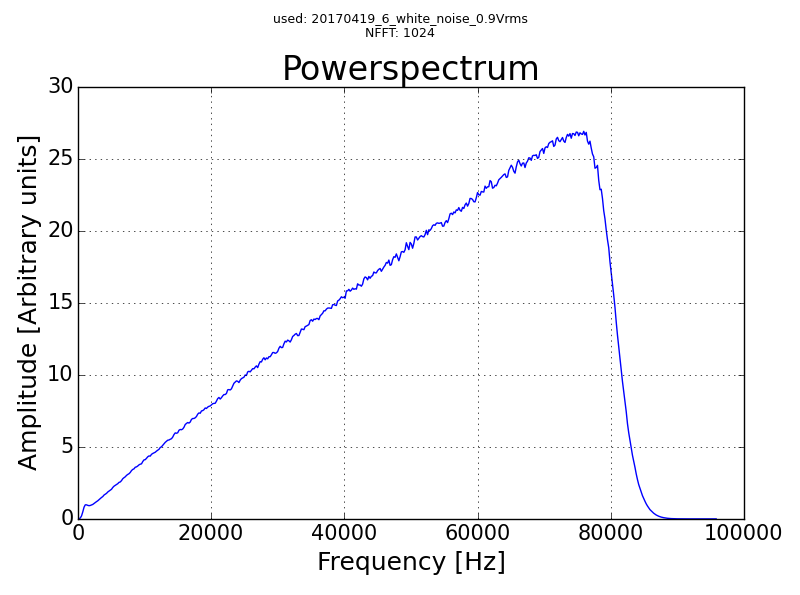 used: 20170419_6_white_noise_0.9Vrms
NFFT: 1024
Powerspectrum
30
25
20
15
10
5
0
Amplitude [Arbitrary units]
0 20000 40000 60000 80000 100000
Frequency [Hz]